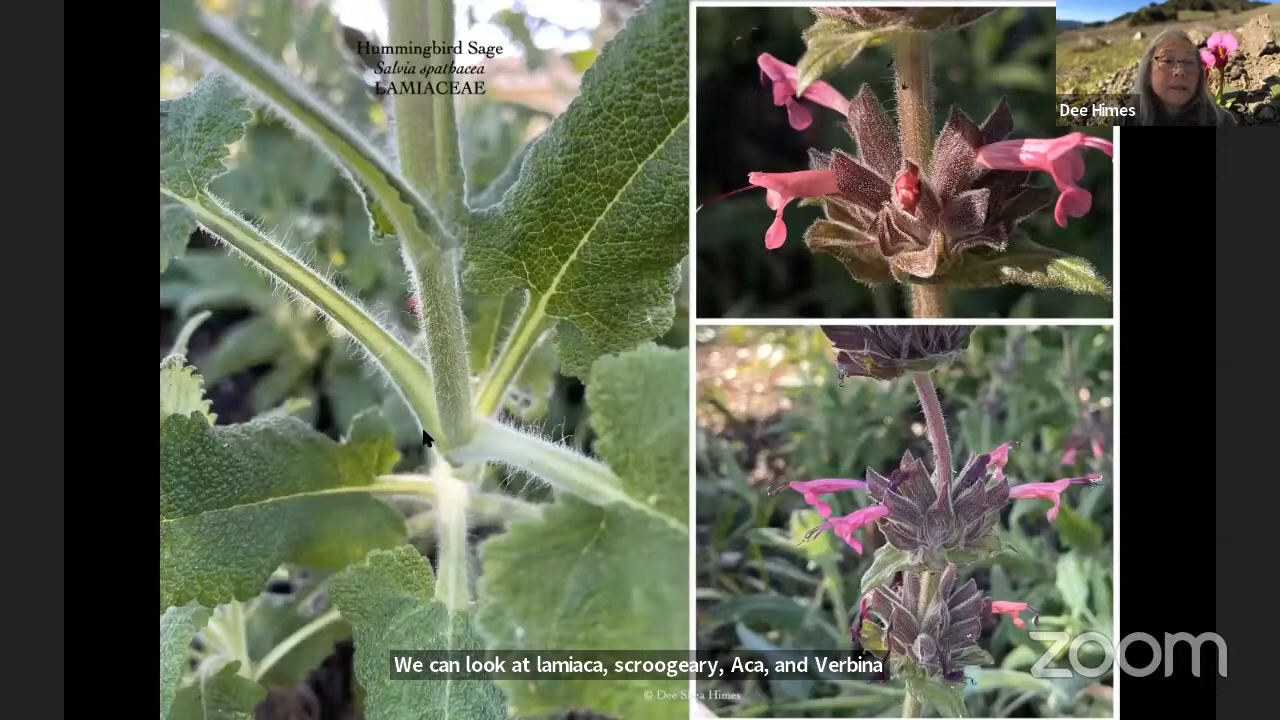 Hummingbird Sage
Salvia spathacea
LAMIACEAE
Dee Himes
We can look at lamiaca, scroogeary, Aca, and Verbina
zoom
© Dee Shea Himes